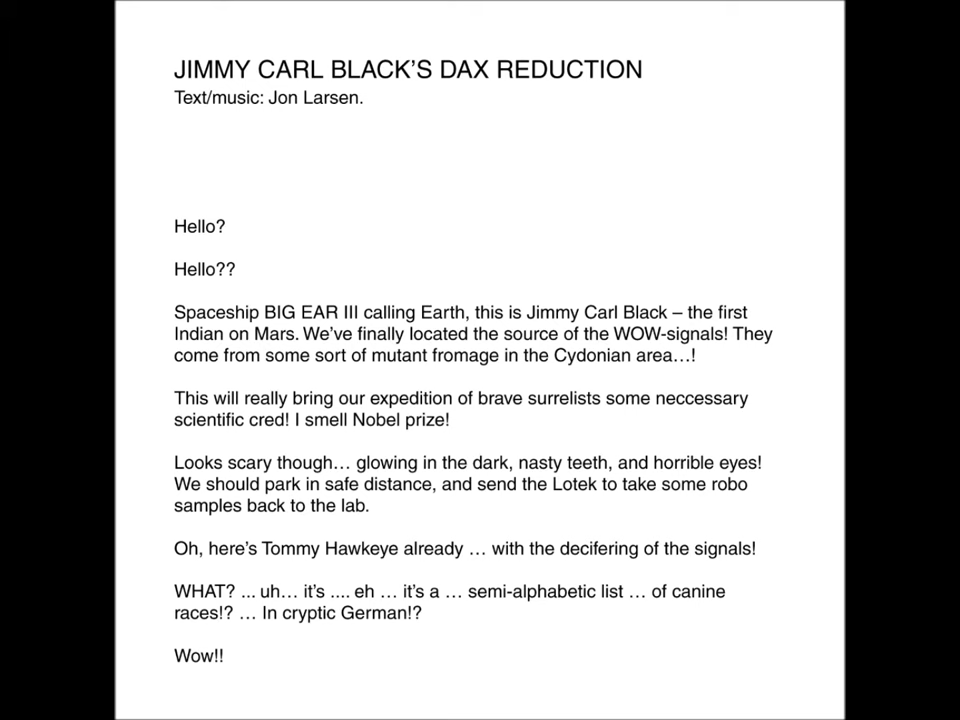 JIMMY CARL BLACK’S DAX REDUCTION
Text/music: Jon Larsen.
Hello?
Hello??
Spaceship BIG EAR III calling Earth, this is Jimmy Carl Black – the first
Indian on Mars. We’ve finally located the source of the WOW-signals! They
come from some sort of mutant fromage in the Cydonian area…!
This will really bring our expedition of brave surrelists some neccessary
scientific cred! I smell Nobel prize!
Looks scary though… glowing in the dark, nasty teeth, and horrible eyes!
We should park in safe distance, and send the Lotek to take some robo
samples back to the lab.
Oh, here’s Tommy Hawkeye already … with the decifering of the signals!
WHAT? ... uh… it’s .... eh … it’s a … semi-alphabetic list … of canine
races!? … In cryptic German!?
Wow!!